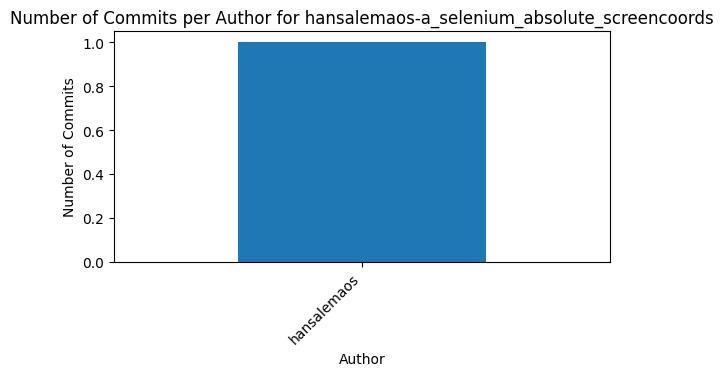 Number of Commits per Author for hansalemaos-a_selenium_absolute_screencoords
1.0
0.8
0.6
0.4
0.2
0.0
Number of Commits
hansalemaos
Author